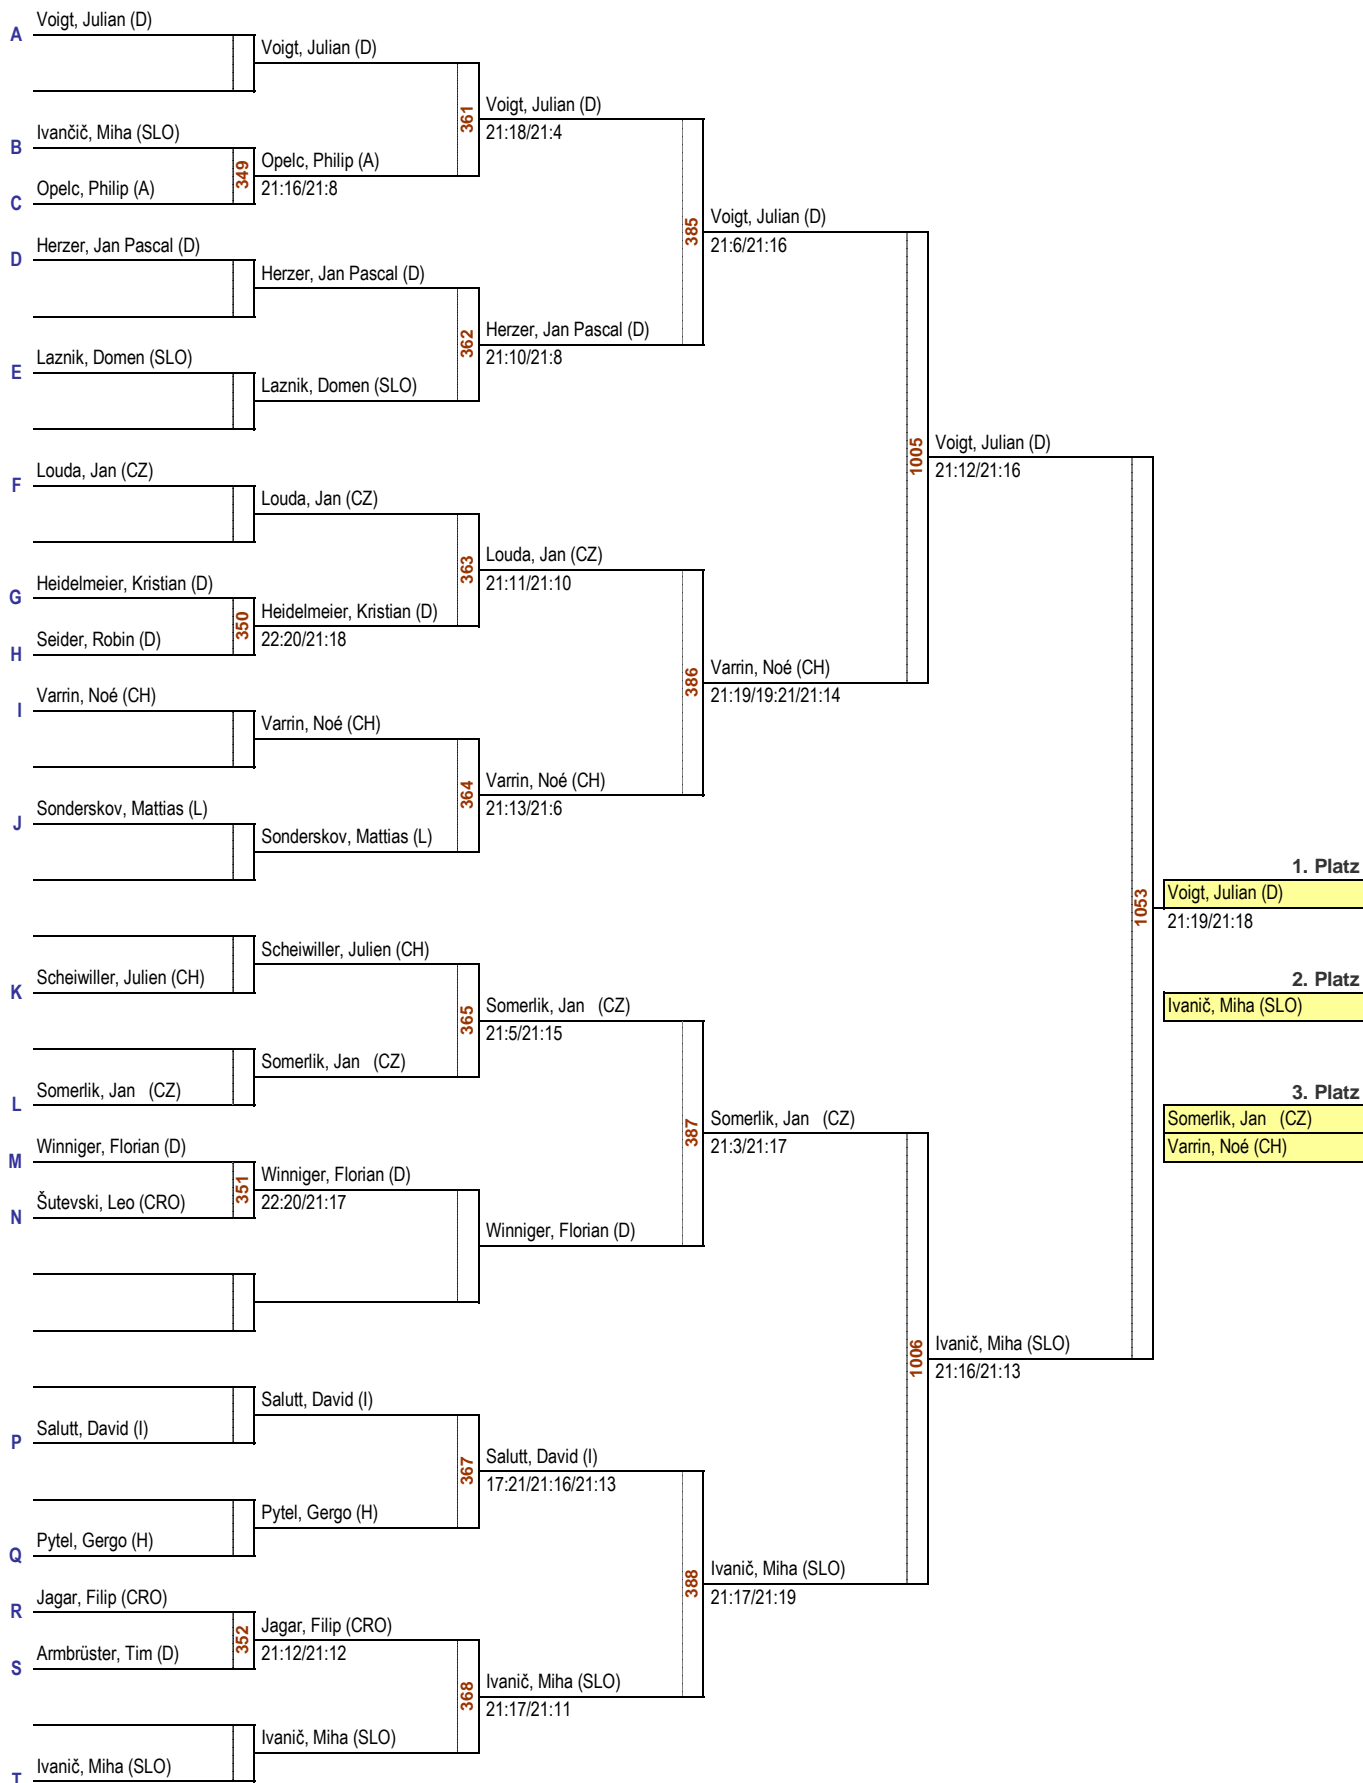 A Voigt, Julian (D)
Voigt, Julian (D)
361
Voigt, Julian (D)
21:18/21:4
B Ivančič, Miha (SLO)
349
Opelc, Philip (A)
21:16/21:8
C Opelc, Philip (A)
385
Voigt, Julian (D)
21:6/21:16
D Herzer, Jan Pascal (D)
Herzer, Jan Pascal (D)
362
Herzer, Jan Pascal (D)
21:10/21:8
E Laznik, Domen (SLO)
Laznik, Domen (SLO)
1005
Voigt, Julian (D)
21:12/21:16
F Louda, Jan (CZ)
Louda, Jan (CZ)
363
Louda, Jan (CZ)
21:11/21:10
G Heidelmeier, Kristian (D)
350
Heidelmeier, Kristian (D)
22:20/21:18
H Seider, Robin (D)
386
Varrin, Noé (CH)
21:19/19:21/21:14
I Varrin, Noé (CH)
Varrin, Noé (CH)
364
Varrin, Noé (CH)
21:13/21:6
J Sonderskov, Mattias (L)
Sonderskov, Mattias (L)
1. Platz
1053
Voigt, Julian (D)
21:19/21:18
Scheiwiller, Julien (CH)
K Scheiwiller, Julien (CH)
2. Platz
Ivanič, Miha (SLO)
365
Somerlik, Jan (CZ)
21:5/21:15
Somerlik, Jan (CZ)
L Somerlik, Jan (CZ)
3. Platz
Somerlik, Jan (CZ)
Varrin, Noé (CH)
387
Somerlik, Jan (CZ)
21:3/21:17
M Winniger, Florian (D)
351
Winniger, Florian (D)
22:20/21:17
N Šutevski, Leo (CRO)
Winniger, Florian (D)
1006
Ivanič, Miha (SLO)
21:16/21:13
Salutt, David (I)
P Salutt, David (I)
367
Salutt, David (I)
17:21/21:16/21:13
Pytel, Gergo (H)
Q Pytel, Gergo (H)
388
Ivanič, Miha (SLO)
21:17/21:19
R Jagar, Filip (CRO)
352
Jagar, Filip (CRO)
21:12/21:12
S Armbrüster, Tim (D)
368
Ivanič, Miha (SLO)
21:17/21:11
Ivanič, Miha (SLO)
T Ivanič, Miha (SLO)